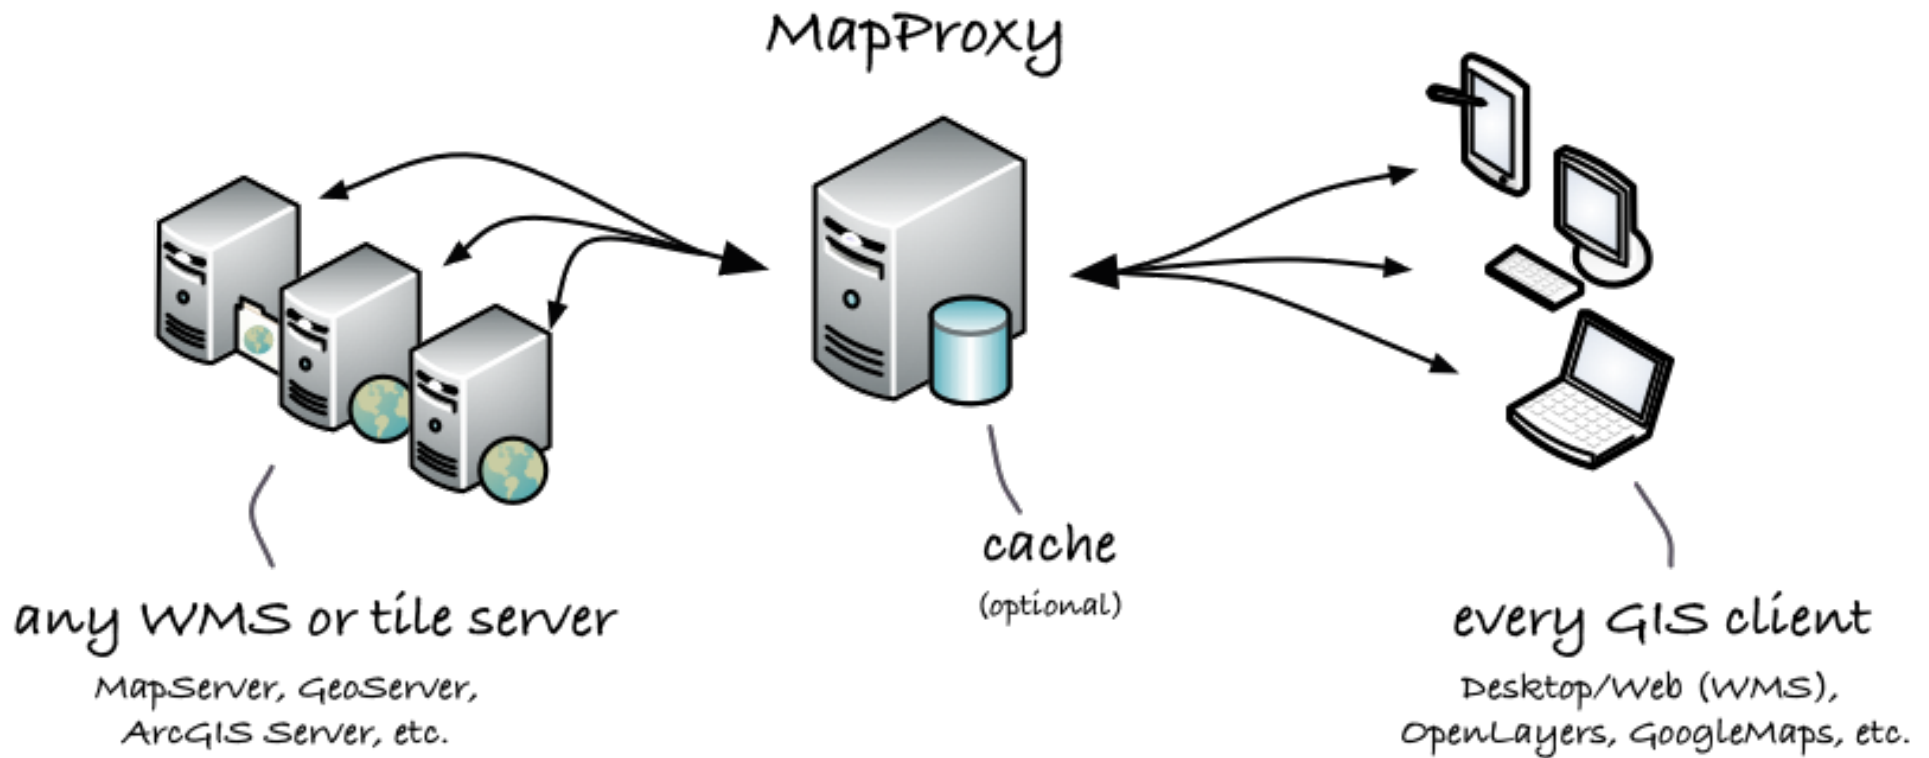 MapProxy
cache
(optional)
any WMS or tile server
MapServer, GeoServer,
ArcGIS Server, etc.
every GIS client
Desktop/Web (WMS),
OpenLayers, GoogleMaps, etc.